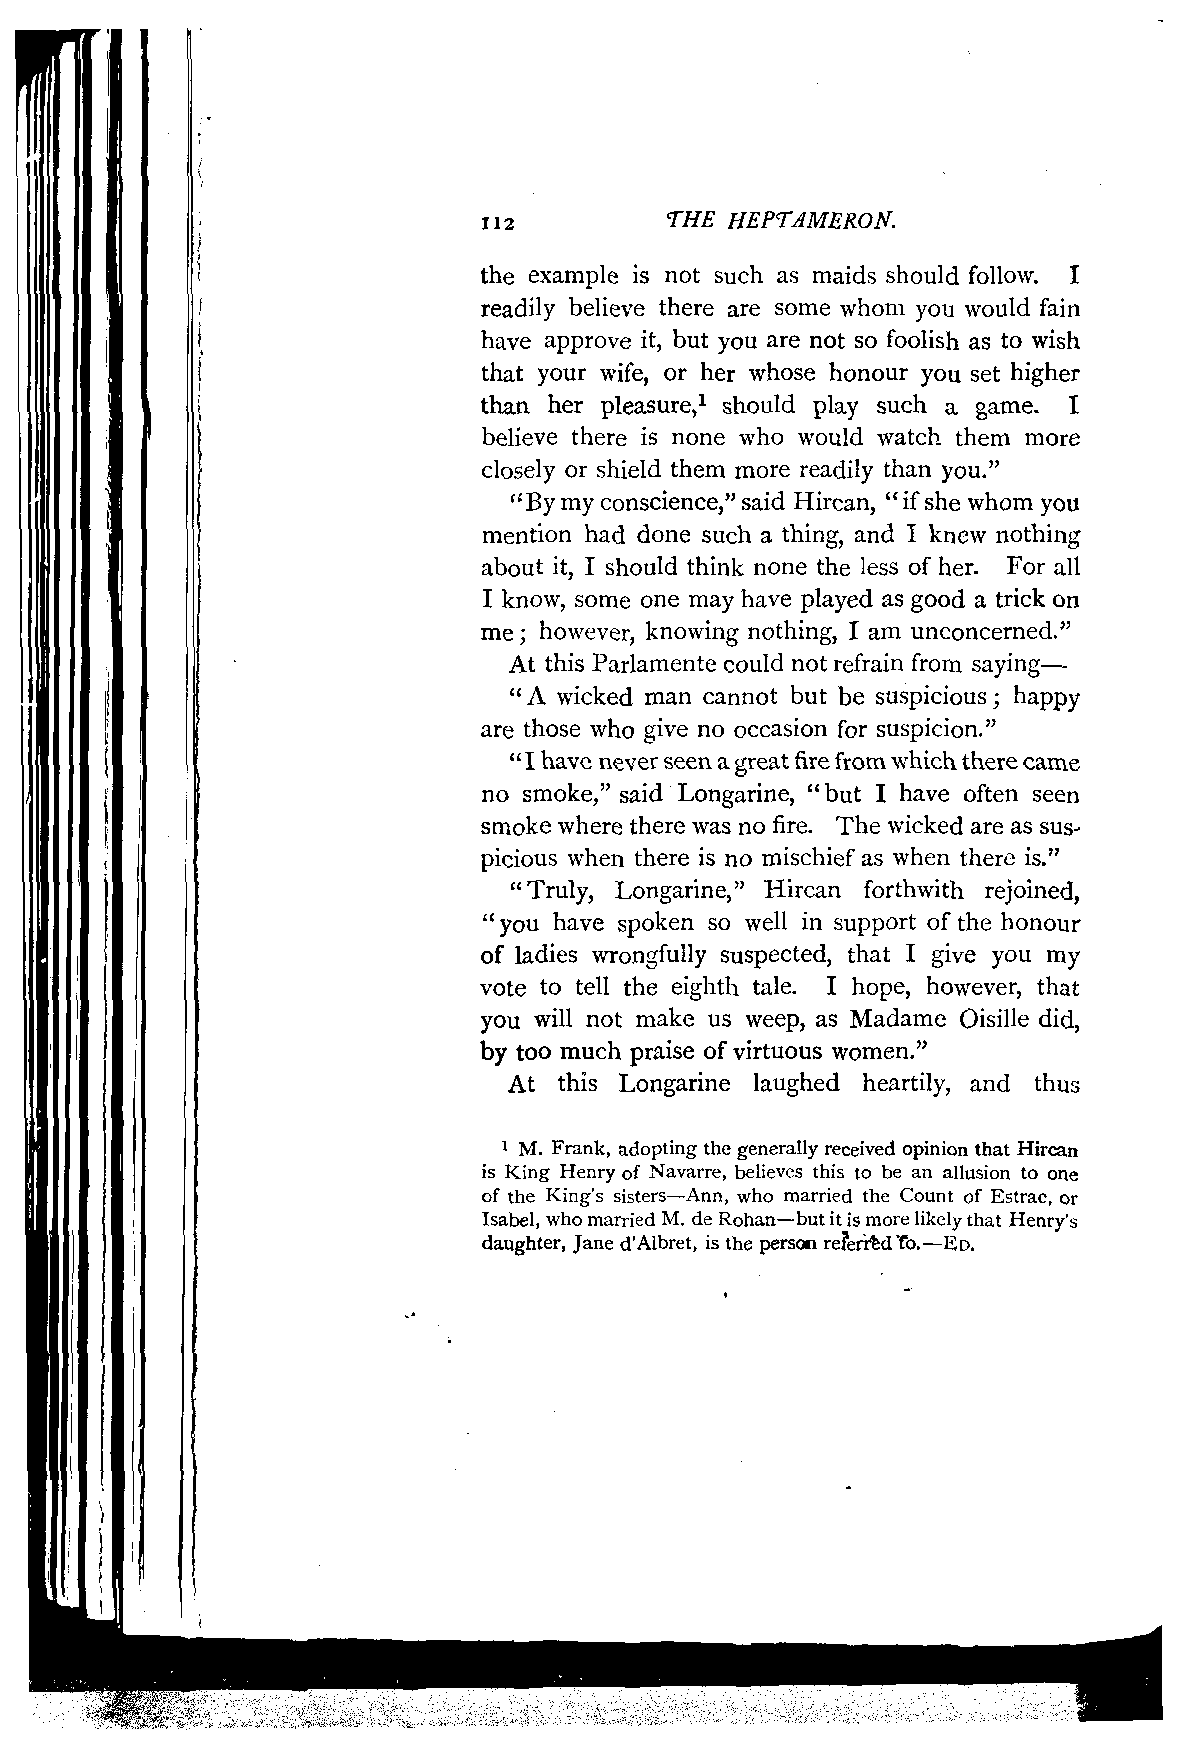 112 THE HEPTAMERON.
the example is not such as maids should follow. I
readily believe there are some whom you would fain
have approve it, but you are not so foolish as to wish
that your wife, or her whose honour you set higher
than her pleasure,¹ should play such a game. I
believe there is none who would watch them more
closely or shield them more readily than you.”
“By my conscience,” said Hircan, “if she whom you
mention had done such a thing, and I knew nothing
about it, I should think none the less of her. For all
I know, some one may have played as good a trick on
me; however, knowing nothing, I am unconcerned.”
At this Parlamente could not refrain from saying—
“A wicked man cannot but be suspicious; happy
are those who give no occasion for suspicion.”
“I have never seen a great fire from which there came
no smoke,” said Longarine, “but I have often seen
smoke where there was no fire. The wicked are as sus-
picious when there is no mischief as when there is.”
“Truly, Longarine,” Hircan forthwith rejoined,
“you have spoken so well in support of the honour
of ladies wrongfully suspected, that I give you my
vote to tell the eighth tale. I hope, however, that
you will not make us weep, as Madame Oisille did,
by too much praise of virtuous women.”
At this Longarine laughed heartily, and thus
¹ M. Frank, adopting the generally received opinion that Hircan
is King Henry of Navarre, believes this to be an allusion to one
of the King's sisters—Ann, who married the Count of Estrac, or
Isabel, who married M. de Rohan—but it is more likely that Henry's
daughter, Jane d'Albret, is the person referred to.—ED.